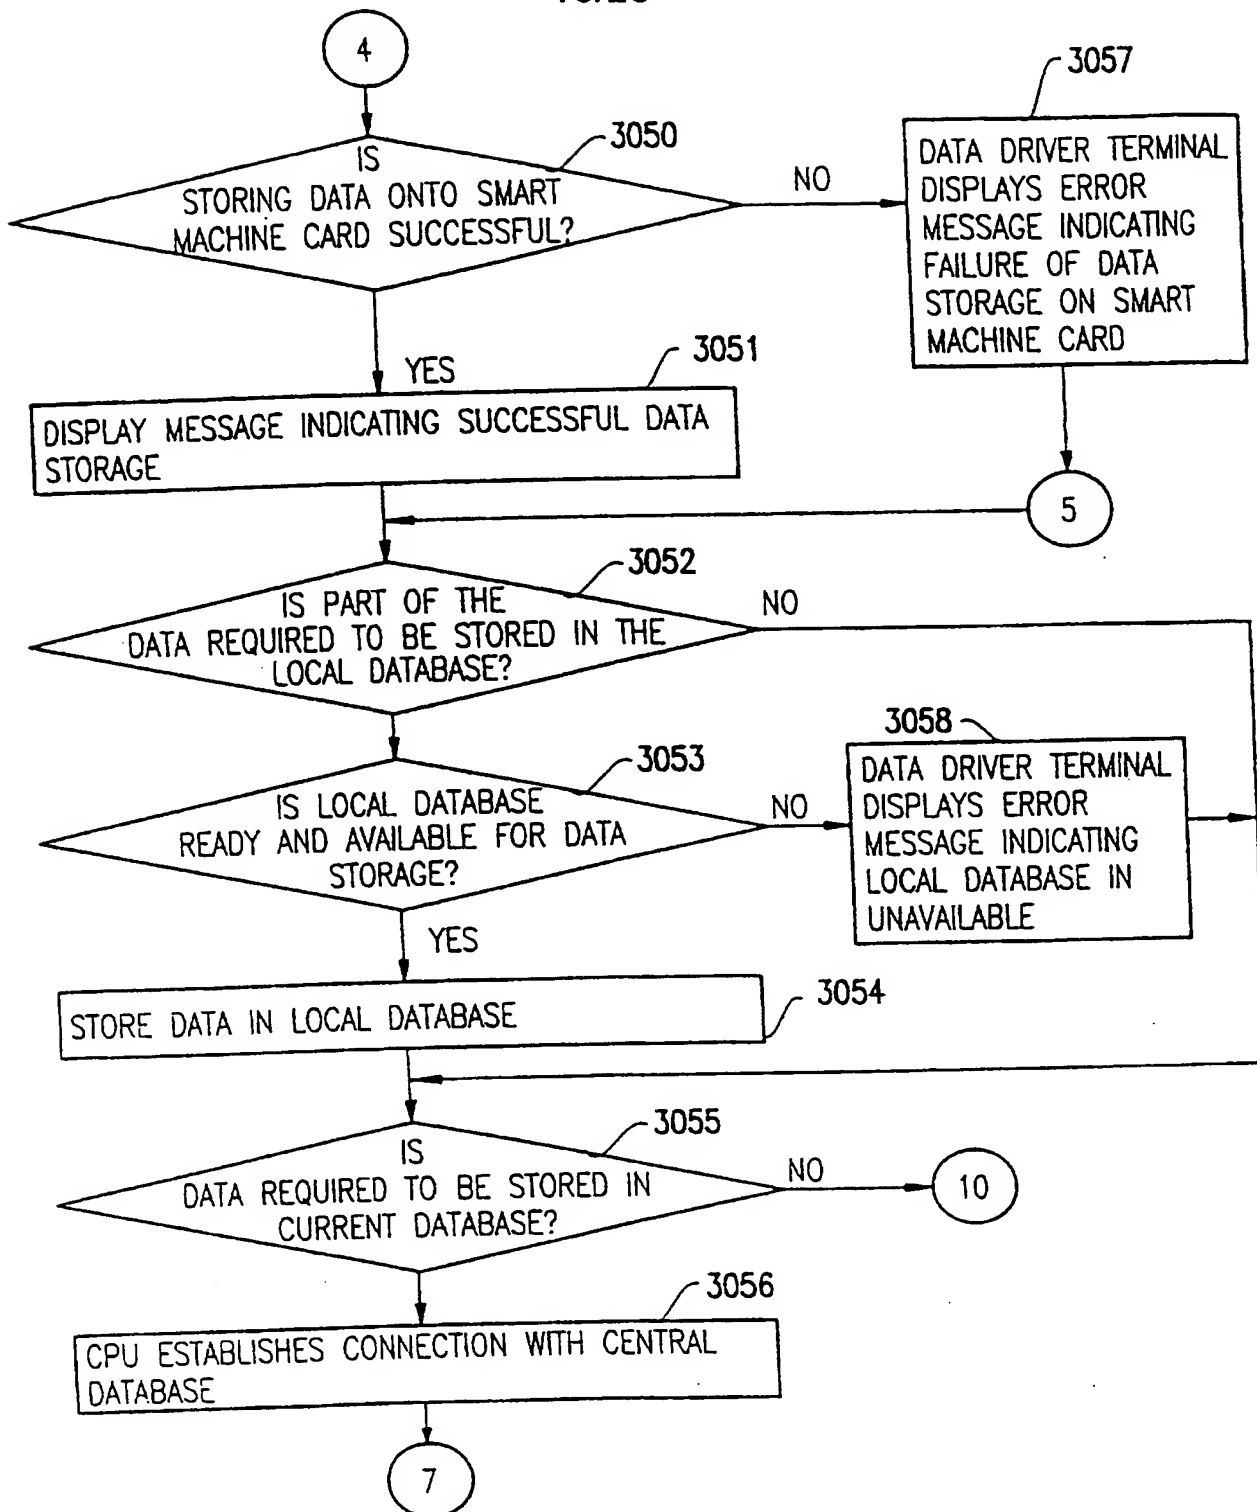 4
3050
IS
STORING DATA ONTO SMART
MACHINE CARD SUCCESSFUL?
NO
3057
DATA DRIVER TERMINAL
DISPLAYS ERROR
MESSAGE INDICATING
FAILURE OF DATA
STORAGE ON SMART
MACHINE CARD
YES
3051
DISPLAY MESSAGE INDICATING SUCCESSFUL DATA
STORAGE
5
3052
IS PART OF THE
DATA REQUIRED TO BE STORED IN THE
LOCAL DATABASE?
NO
3053
IS LOCAL DATABASE
READY AND AVAILABLE FOR DATA
STORAGE?
NO
3058
DATA DRIVER TERMINAL
DISPLAYS ERROR
MESSAGE INDICATING
LOCAL DATABASE IN
UNAVAILABLE
YES
3054
STORE DATA IN LOCAL DATABASE
3055
IS
DATA REQUIRED TO BE STORED IN
CURRENT DATABASE?
NO
10
3056
CPU ESTABLISHES CONNECTION WITH CENTRAL
DATABASE
7